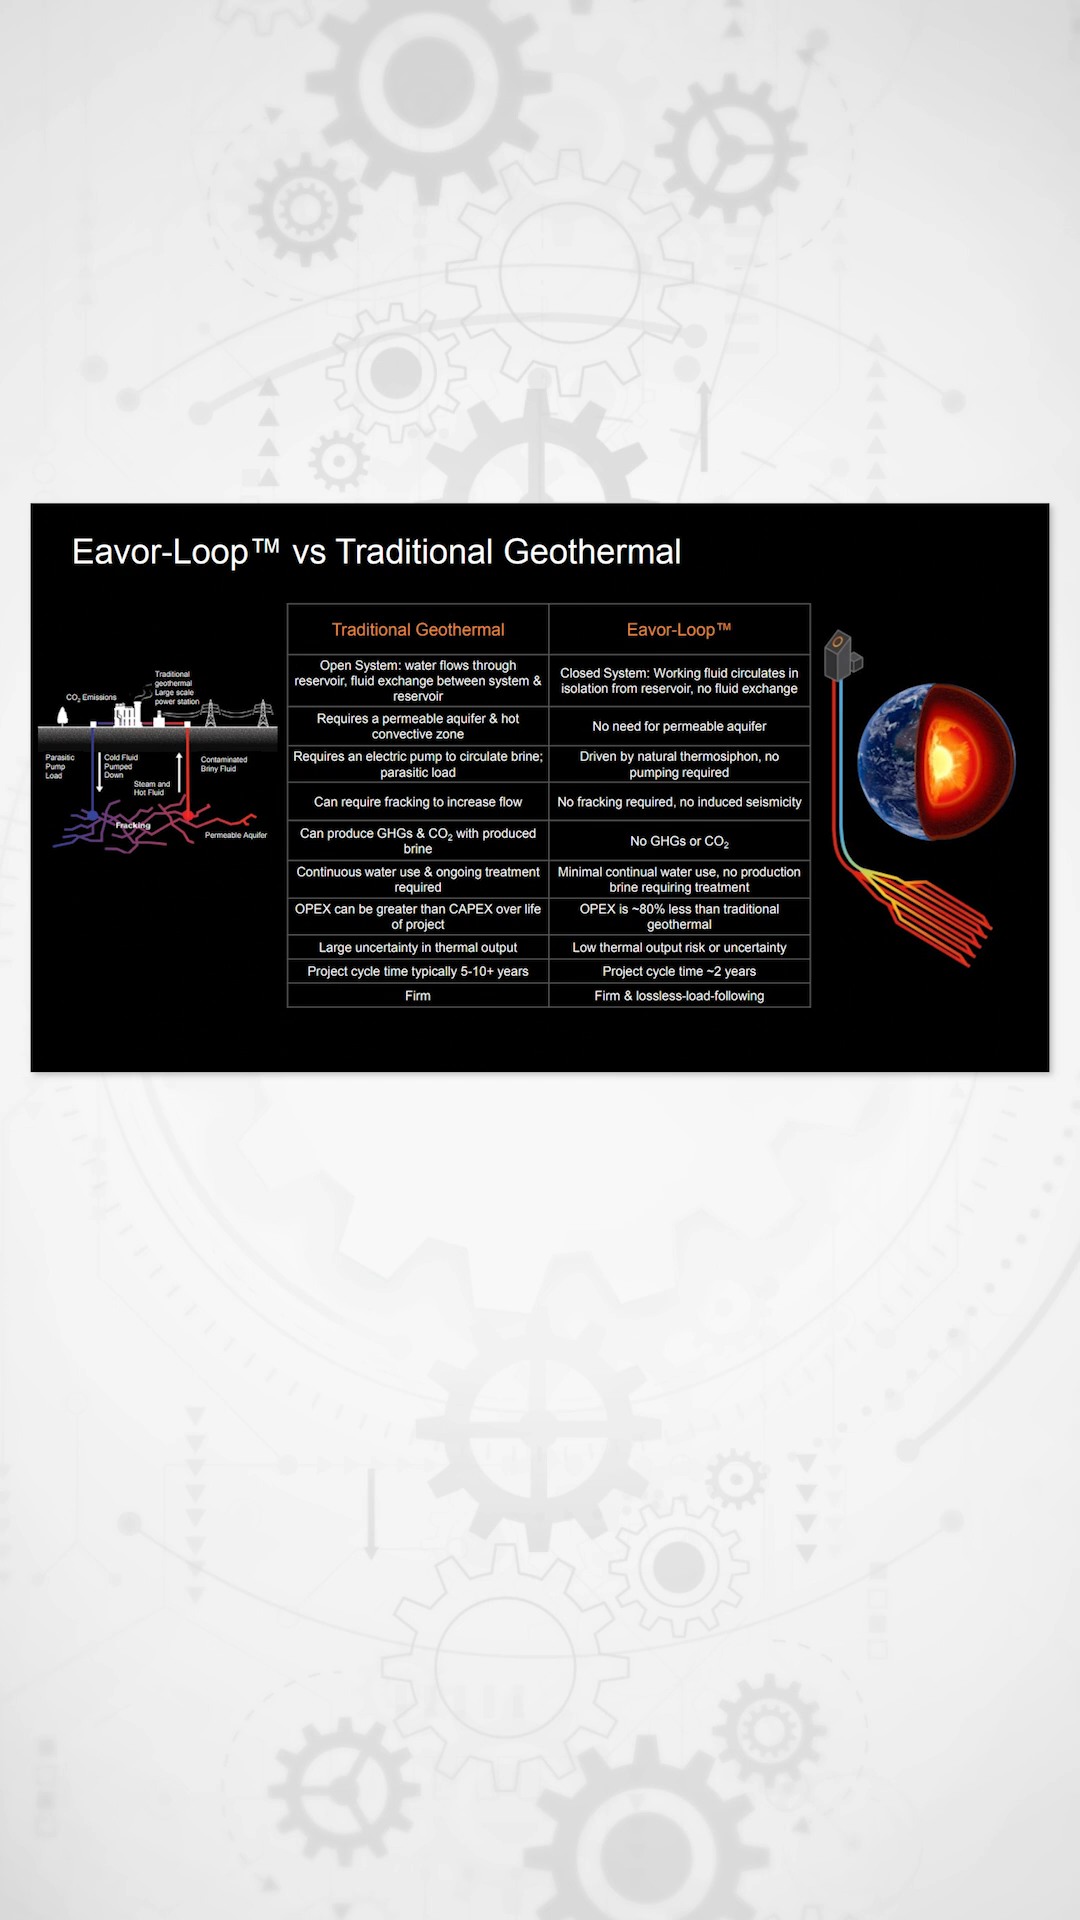 Eavor-Loop™ vs Traditional Geothermal
Traditional Geothermal
Eavor-Loop™
Open System: water flows through
reservoir, fluid exchange between system &
reservoir
Closed System: Working fluid circulates in
isolation from reservoir, no fluid exchange
Requires a permeable aquifer & hot
convective zone
No need for permeable aquifer
Requires an electric pump to circulate brine;
parasitic load
Driven by natural thermosiphon, no
pumping required
Can require fracking to increase flow
No fracking required, no induced seismicity
Can produce GHGs & CO₂ with produced
brine
No GHGs or CO₂
Continuous water use & ongoing treatment
required
Minimal continual water use, no production
brine requiring treatment
OPEX can be greater than CAPEX over life
of project
OPEX is ~80% less than traditional
geothermal
Large uncertainty in thermal output
Low thermal output risk or uncertainty
Project cycle time typically 5-10+ years
Project cycle time ~2 years
Firm
Firm & lossless-load-following
CO₂ Emissions
Traditional
geothermal
Large scale
power station
Parasitic
Pump
Load
Cold Fluid
Pumped
Down
Steam and
Hot Fluid
Contaminated
Briny Fluid
Fracking
Permeable Aquifer